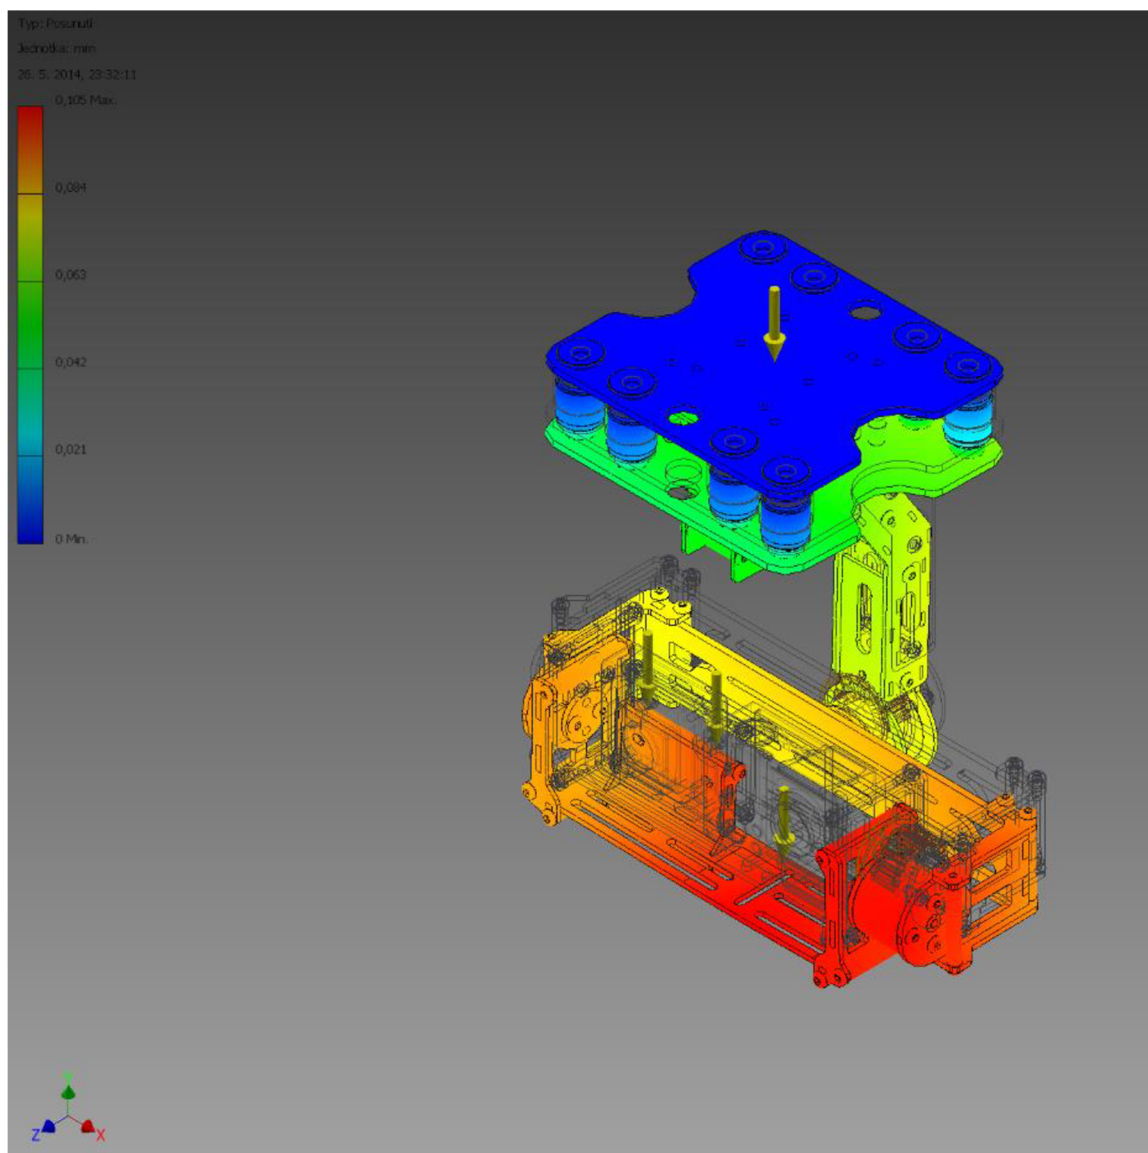 Typ: Posunutí
Jednotka: mm
26. 5. 2014, 23:32:11
0,105 Max.
0,084
0,063
0,042
0,021
0 Min.
Y
Z
X